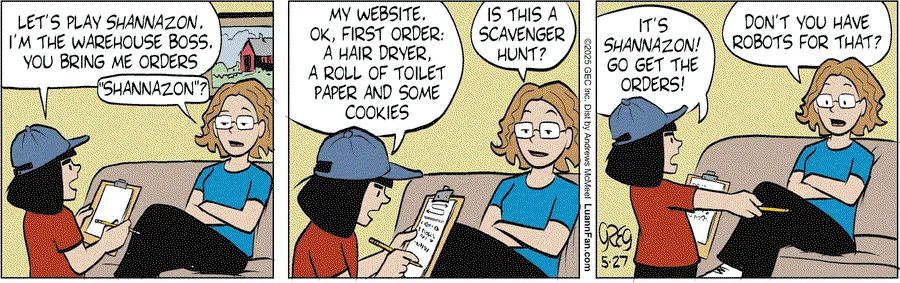 LET'S PLAY SHANNAZON.
I'M THE WAREHOUSE BOSS.
YOU BRING ME ORDERS
"SHANNAZON"?
MY WEBSITE.
OK, FIRST ORDER:
A HAIR DRYER,
A ROLL OF TOILET
PAPER AND SOME
COOKIES
IS THIS A
SCAVENGER
HUNT?
©2025 GEC Inc. Dist by Andrews McMeel LuannFan.com
IT'S
SHANNAZON!
GO GET THE
ORDERS!
DON'T YOU HAVE
ROBOTS FOR THAT?
GREG
5-27